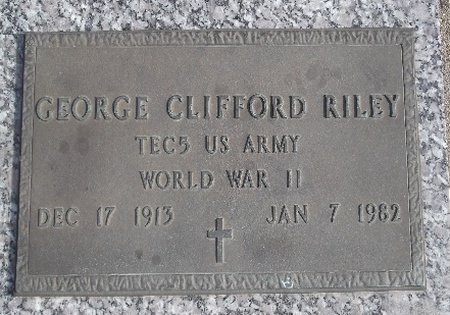 GEORGE CLIFFORD RILEY
TEC5 US ARMY
WORLD WAR II
DEC 17 1913 JAN 7 1982